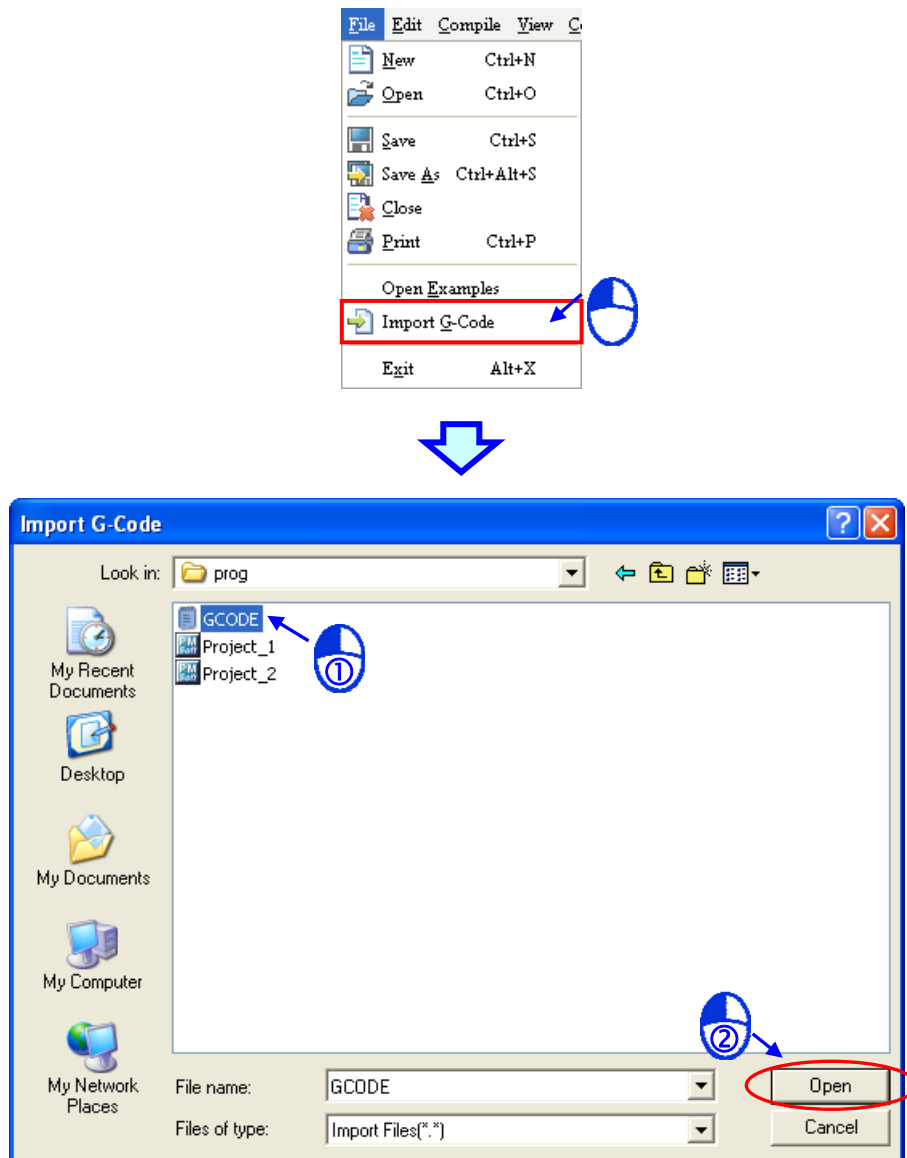 File Edit Compile View
New Ctrl+N
Open Ctrl+O
Save Ctrl+S
Save As Ctrl+Alt+S
Close
Print Ctrl+P
Open Examples
Import G-Code
Exit Alt+X
Import G-Code
Look in: prog
GCODE
Project_1
Project_2
①
My Recent
Documents
Desktop
My Documents
My Computer
My Network
Places
②
File name: GCODE Open
Files of type: Import Files(*.*) Cancel